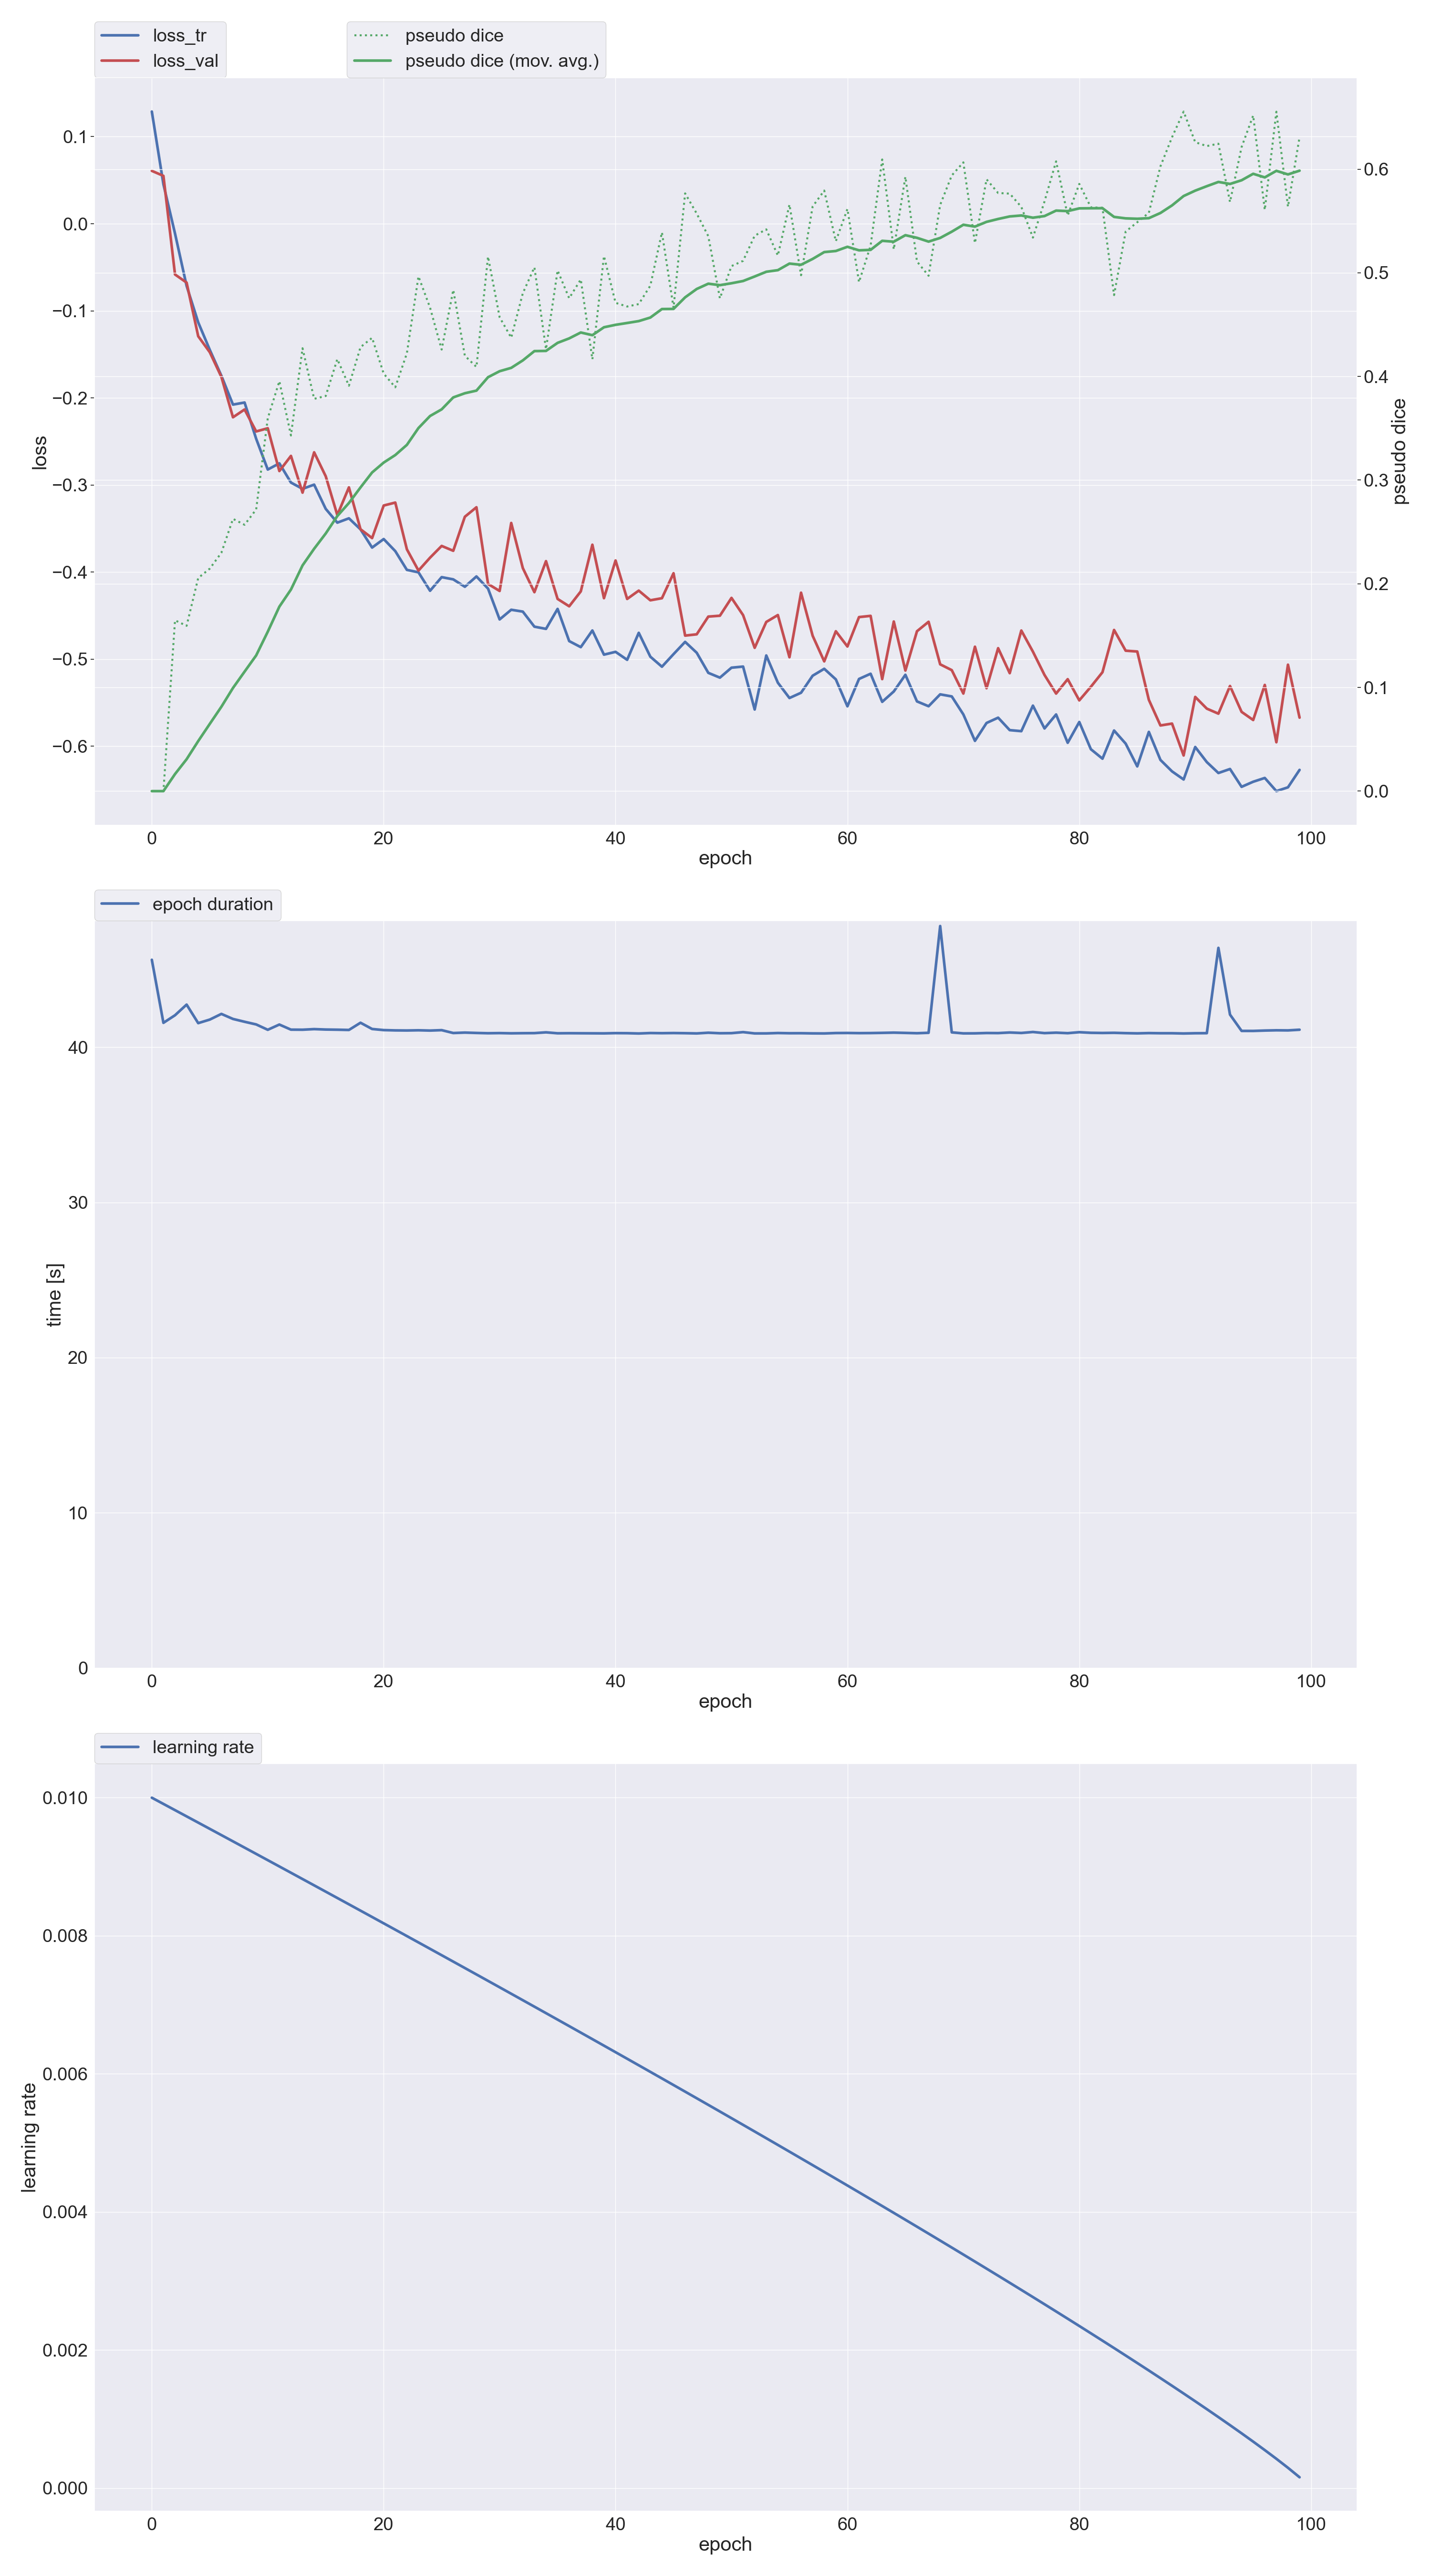 loss_tr
loss_val
pseudo dice
pseudo dice (mov. avg.)
0.1
0.0
−0.1
−0.2
−0.3
−0.4
−0.5
−0.6
loss
0.6
0.5
0.4
0.3
0.2
0.1
0.0
pseudo dice
0 20 40 60 80 100
epoch
epoch duration
40
30
20
10
0
time [s]
0 20 40 60 80 100
epoch
learning rate
0.010
0.008
0.006
0.004
0.002
0.000
learning rate
0 20 40 60 80 100
epoch